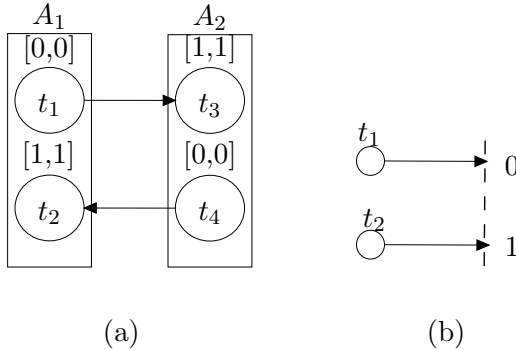 A₁ A₂
[0,0] [1,1]
t₁ t₃
[1,1] [0,0]
t₂ t₄
t₁
0
t₂
1
(a) (b)